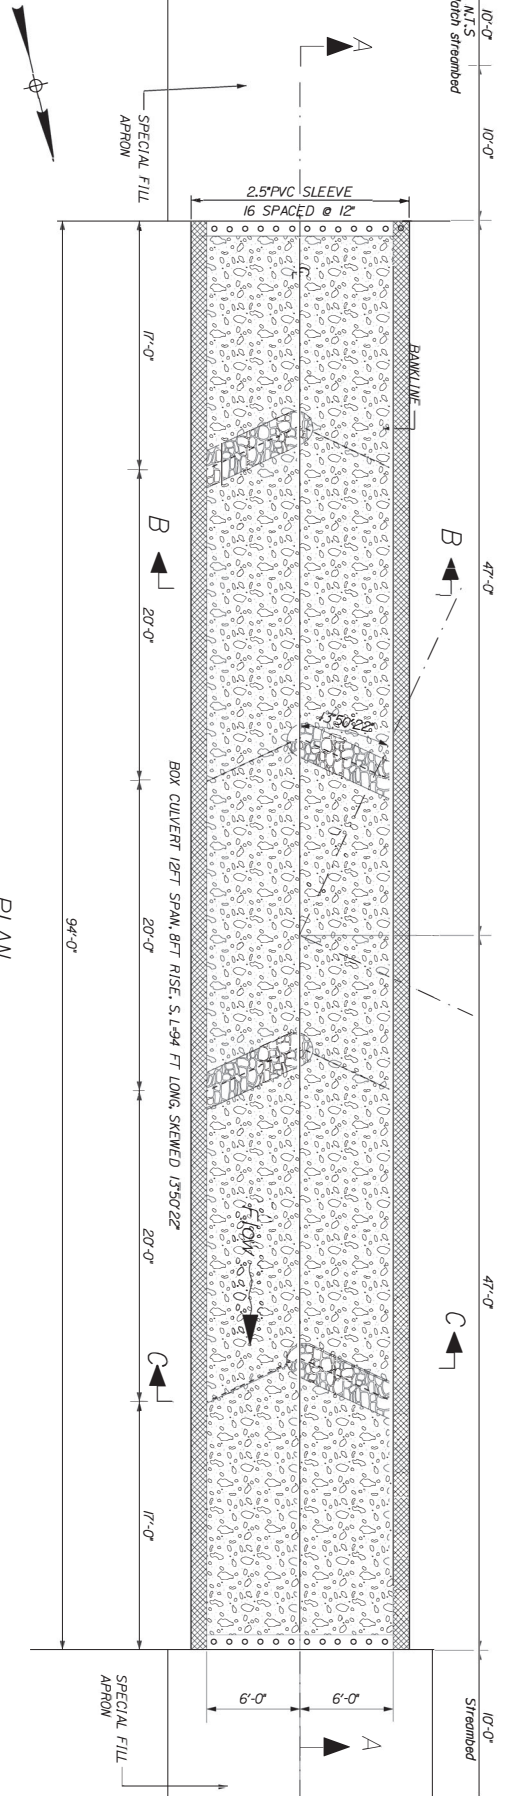 10'-0"
N.T.S
atch streambed
10'-0"
A
SPECIAL FILL
APRON
2.5"PVC SLEEVE
16 SPACED @ 12"
C
L
BANKLINE
17'-0"
B
B
47'-0"
20'-0"
13°50'22"
BOX CULVERT 12FT SPAN, 8FT RISE, S, L=94 FT LONG, SKEWED 13°50'22"
PLAN
94'-0"
20'-0"
Flow
20'-0"
47'-0"
C
C
17'-0"
6'-0"
6'-0"
SPECIAL FILL
APRON
A
10'-0"
Streambed